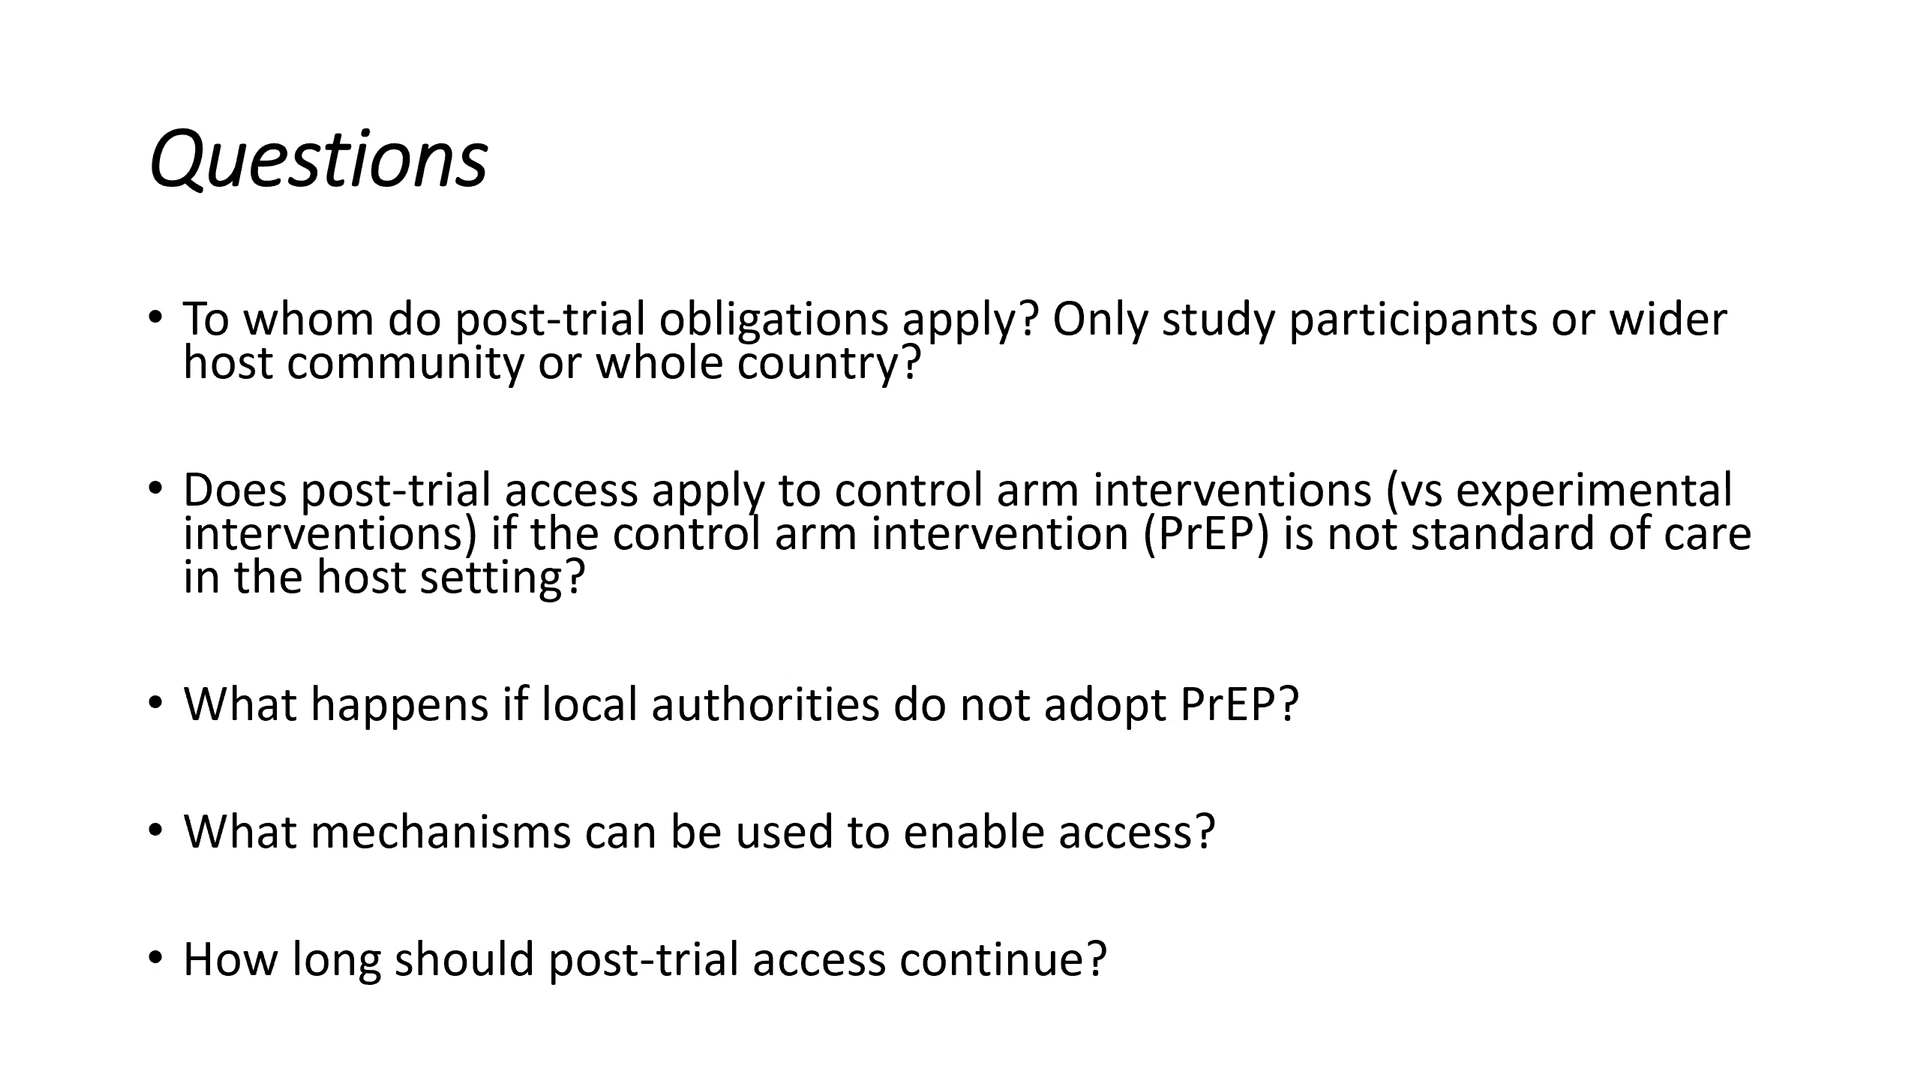 Questions
• To whom do post-trial obligations apply? Only study participants or wider
host community or whole country?
• Does post-trial access apply to control arm interventions (vs experimental
interventions) if the control arm intervention (PrEP) is not standard of care
in the host setting?
• What happens if local authorities do not adopt PrEP?
• What mechanisms can be used to enable access?
• How long should post-trial access continue?